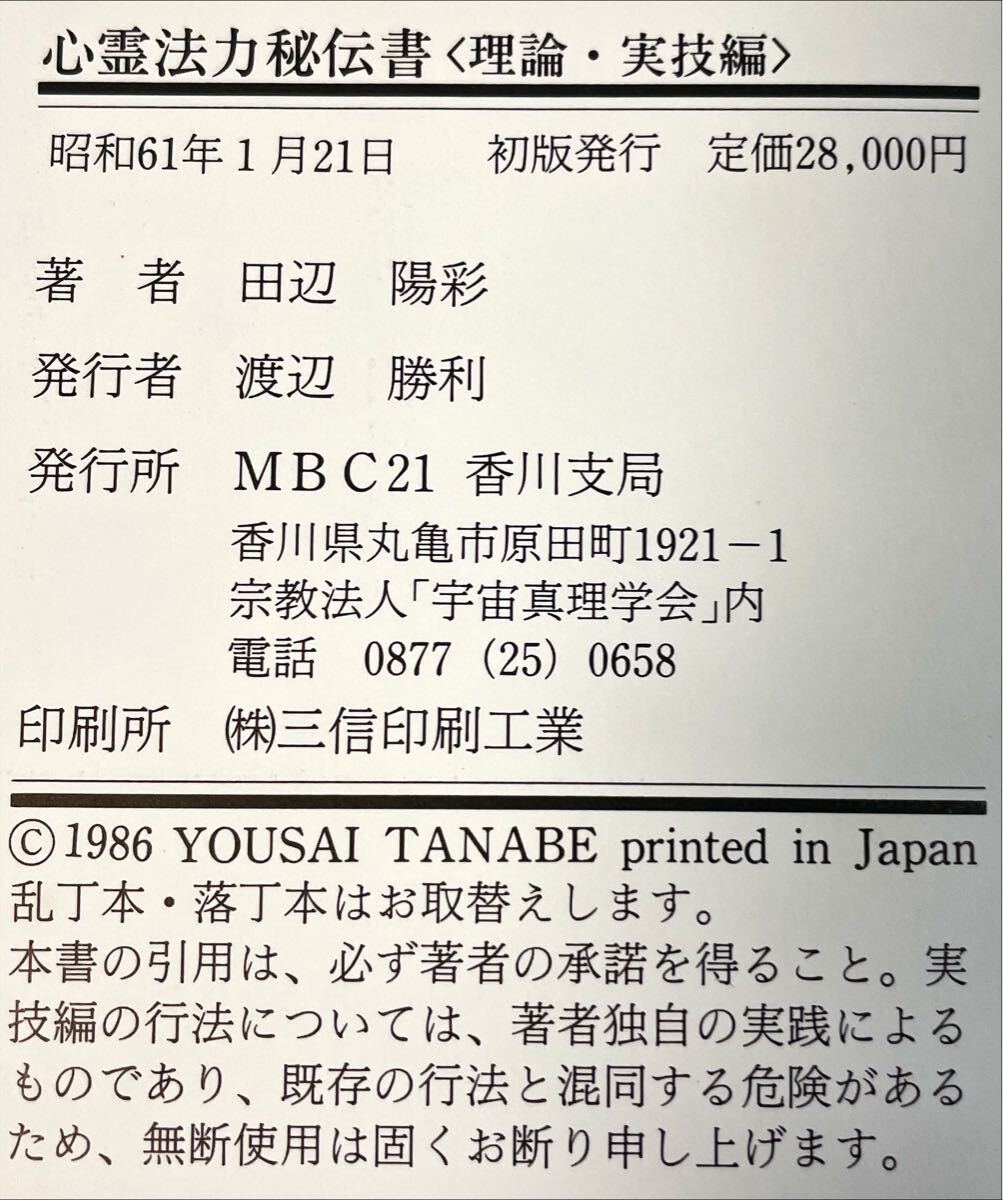 心霊法力秘伝書〈理論・実技編〉
昭和61年1月21日　初版発行　定価28,000円
著　者　田辺　陽彩
発行者　渡辺　勝利
発行所　ＭＢＣ21 香川支局
香川県丸亀市原田町1921－1
宗教法人「宇宙真理学会」内
電話　0877（25）0658
印刷所　㈱三信印刷工業
©1986 YOUSAI TANABE printed in Japan
乱丁本・落丁本はお取替えします。
本書の引用は、必ず著者の承諾を得ること。実
技編の行法については、著者独自の実践による
ものであり、既存の行法と混同する危険がある
ため、無断使用は固くお断り申し上げます。